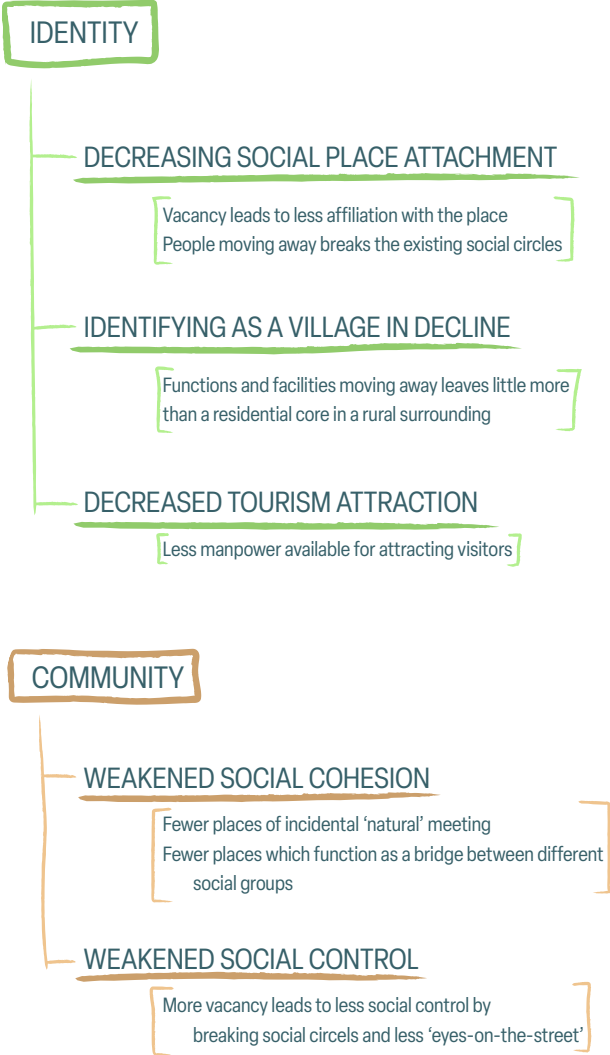 IDENTITY
DECREASING SOCIAL PLACE ATTACHMENT
Vacancy leads to less affiliation with the place
People moving away breaks the existing social circles
IDENTIFYING AS A VILLAGE IN DECLINE
Functions and facilities moving away leaves little more
than a residential core in a rural surrounding
DECREASED TOURISM ATTRACTION
Less manpower available for attracting visitors
COMMUNITY
WEAKENED SOCIAL COHESION
Fewer places of incidental ‘natural’ meeting
Fewer places which function as a bridge between different
social groups
WEAKENED SOCIAL CONTROL
More vacancy leads to less social control by
breaking social circels and less ‘eyes-on-the-street’